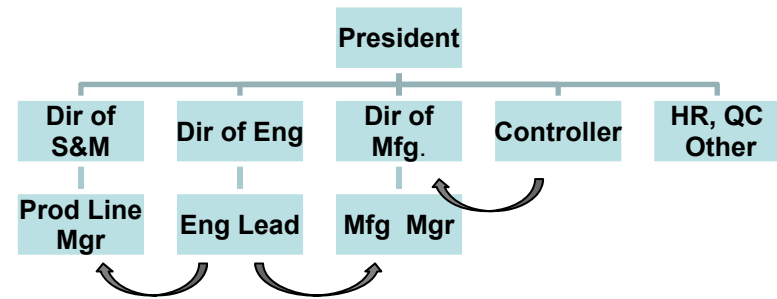 President
Dir of
S&M
Dir of Eng
Dir of
Mfg.
Controller
HR, QC
Other
Prod Line
Mgr
Eng Lead
Mfg Mgr